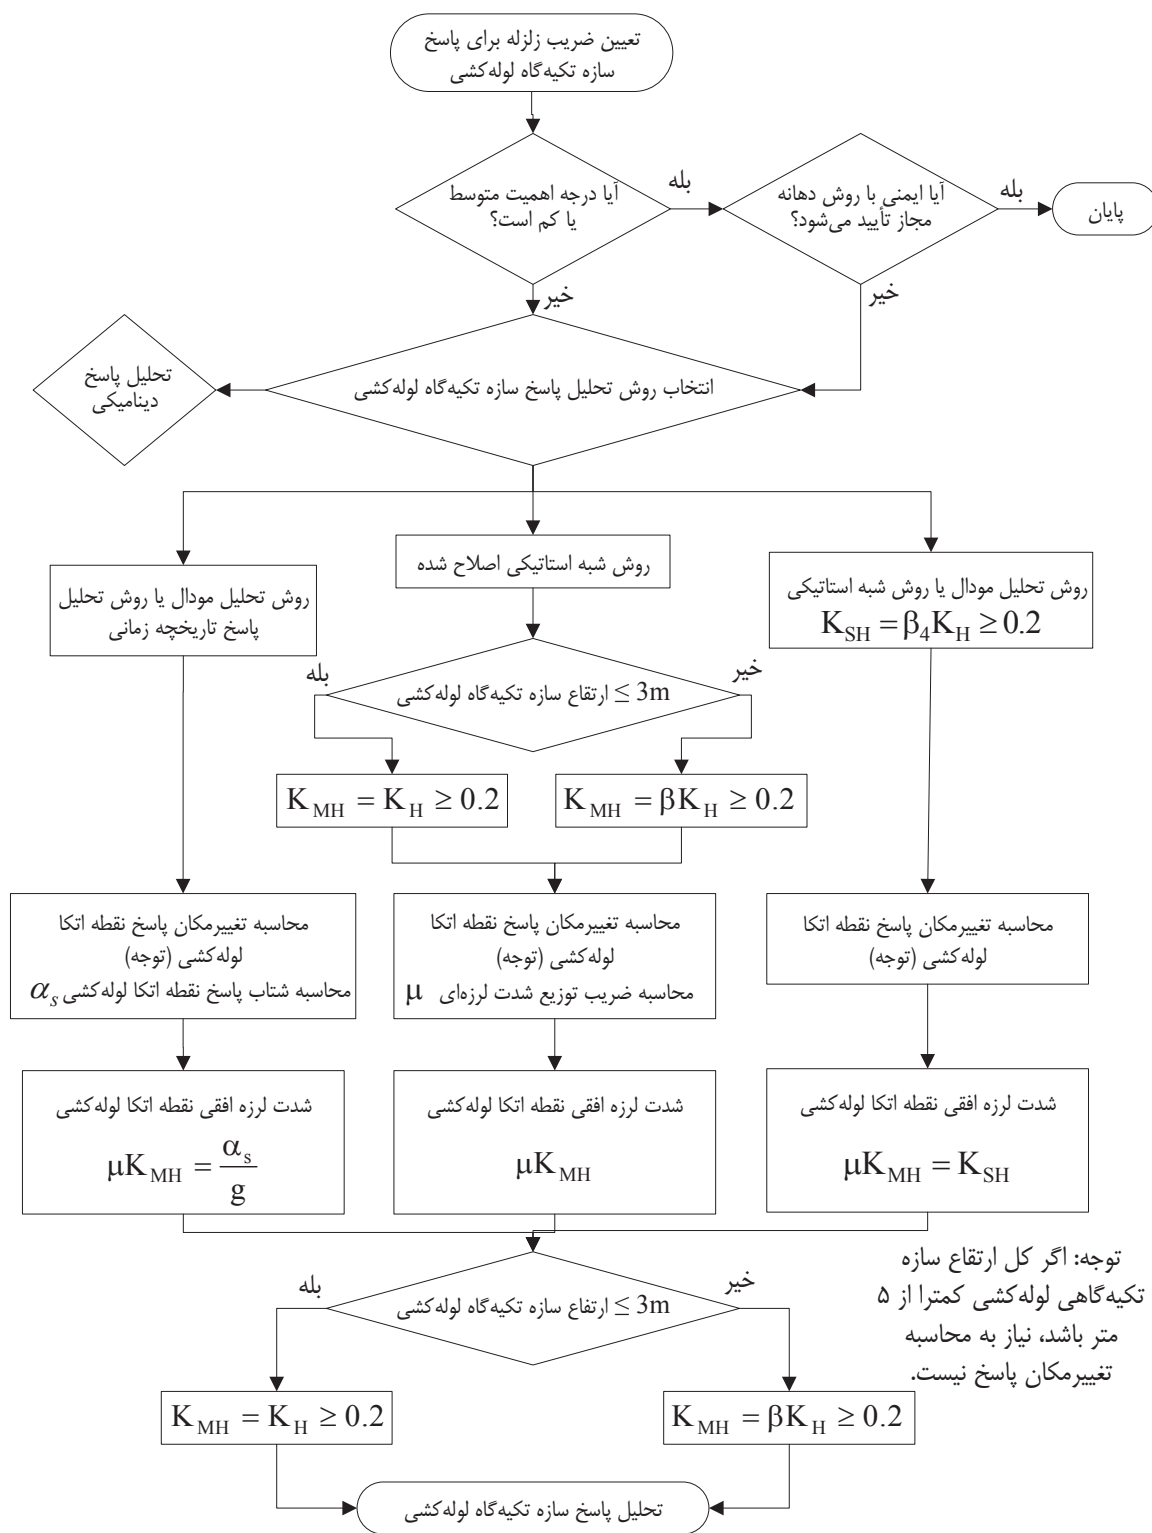 تعیین ضریب زلزله برای پاسخ
سازه تکیه‌گاه لوله‌کشی
آیا درجه اهمیت متوسط
یا کم است؟
بله
آیا ایمنی با روش دهانه
مجاز تأیید می‌شود؟
بله
پایان
خیر
خیر
انتخاب روش تحلیل پاسخ سازه تکیه‌گاه لوله‌کشی
تحلیل پاسخ
دینامیکی
روش تحلیل مودال یا روش شبه استاتیکی
K_SH = β_4 K_H ≥ 0.2
روش شبه استاتیکی اصلاح شده
روش تحلیل مودال یا روش تحلیل
پاسخ تاریخچه زمانی
خیر
بله
ارتفاع سازه تکیه‌گاه لوله‌کشی ≤ 3m
K_MH = βK_H ≥ 0.2
K_MH = K_H ≥ 0.2
محاسبه تغییرمکان پاسخ نقطه اتکا
لوله‌کشی (توجه)
محاسبه تغییرمکان پاسخ نقطه اتکا
لوله‌کشی (توجه)
محاسبه ضریب توزیع شدت لرزه‌ای μ
محاسبه تغییرمکان پاسخ نقطه اتکا
لوله‌کشی (توجه)
محاسبه شتاب پاسخ نقطه اتکا لوله‌کشی α_s
شدت لرزه افقی نقطه اتکا لوله‌کشی
μK_MH = K_SH
شدت لرزه افقی نقطه اتکا لوله‌کشی
μK_MH
شدت لرزه افقی نقطه اتکا لوله‌کشی
μK_MH = α_s / g
توجه: اگر کل ارتفاع سازه
تکیه‌گاهی لوله‌کشی کمترا از ۵
متر باشد، نیاز به محاسبه
تغییرمکان پاسخ نیست.
خیر
بله
ارتفاع سازه تکیه‌گاه لوله‌کشی ≤ 3m
K_MH = βK_H ≥ 0.2
K_MH = K_H ≥ 0.2
تحلیل پاسخ سازه تکیه‌گاه لوله‌کشی